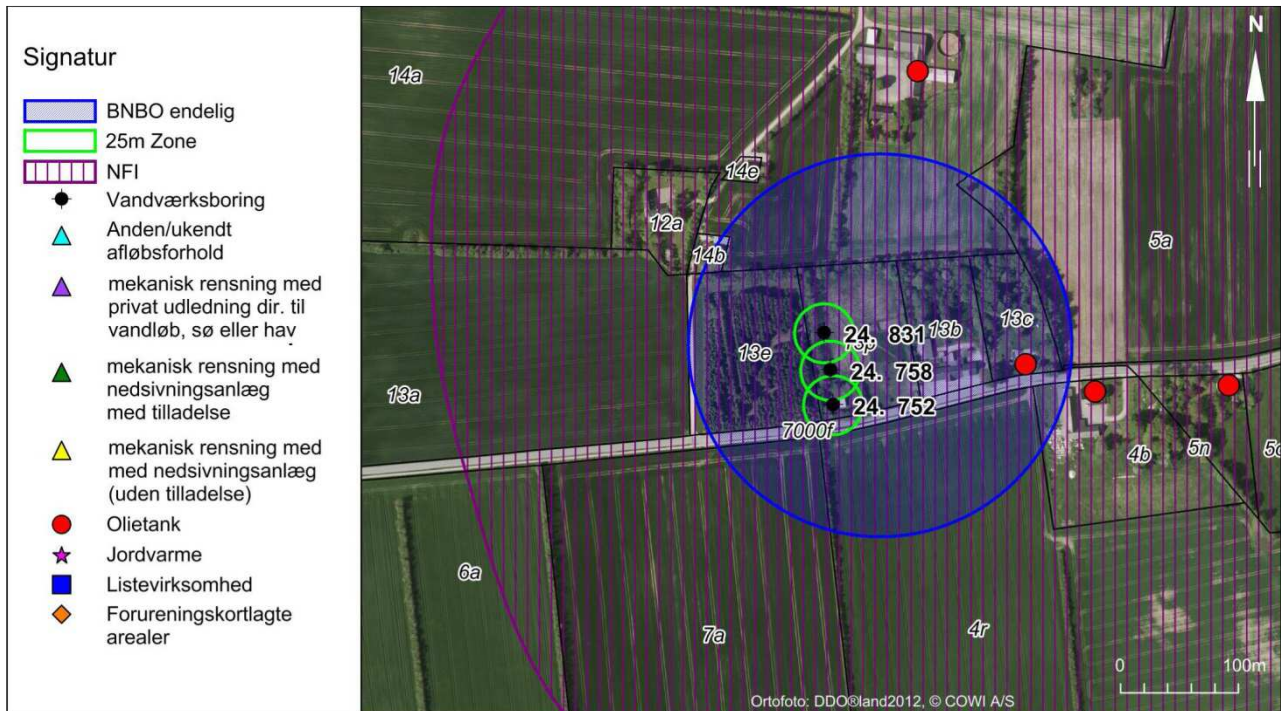 Signatur
BNBO endelig
25m Zone
NFI
Vandværksboring
Anden/ukendt
afløbsforhold
mekanisk rensning med
privat udledning dir. til
vandløb, sø eller hav
mekanisk rensning med
nedsivningsanlæg
med tilladelse
mekanisk rensning med
med nedsivningsanlæg
(uden tilladelse)
Olietank
Jordvarme
Listevirksomhed
Forureningskortlagte
arealer
N
14a
14e
12a
14b
5a
13c
13b
24. 831
13e
24. 758
13a
24. 752
7000f
4b
5n
6a
7a
4r
0 100m
Ortofoto: DDO®land2012, © COWI A/S